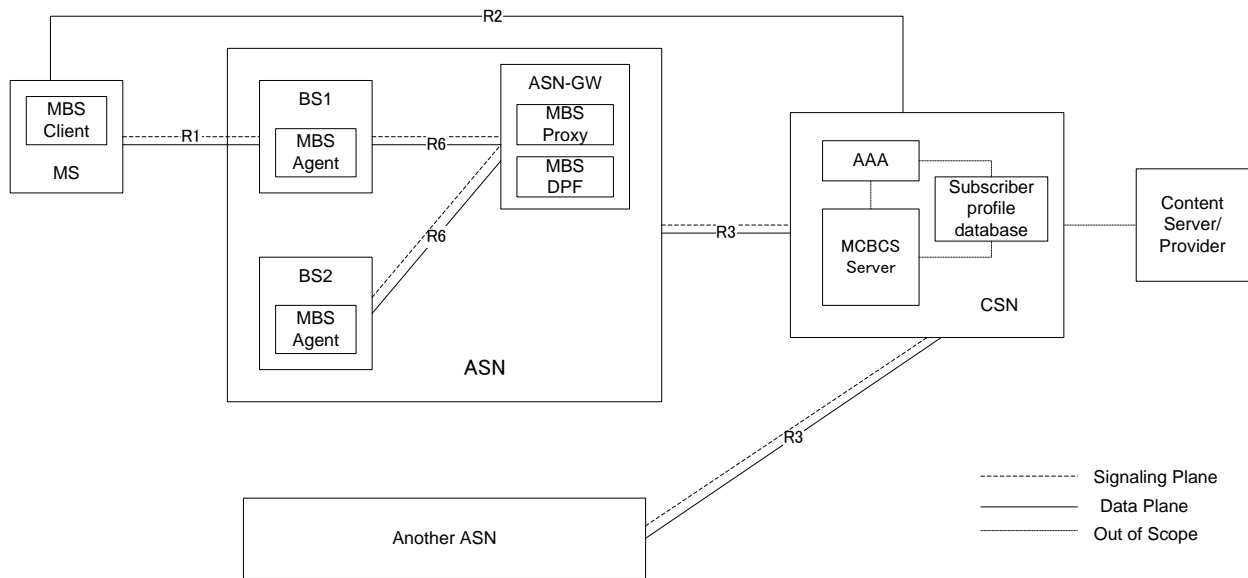 R2
MBS
Client
MS
R1
BS1
MBS
Agent
R6
ASN-GW
MBS
Proxy
MBS
DPF
R6
BS2
MBS
Agent
ASN
R3
AAA
Subscriber
profile
database
MCBCS
Server
CSN
Content
Server/
Provider
R3
Another ASN
Signaling Plane
Data Plane
Out of Scope